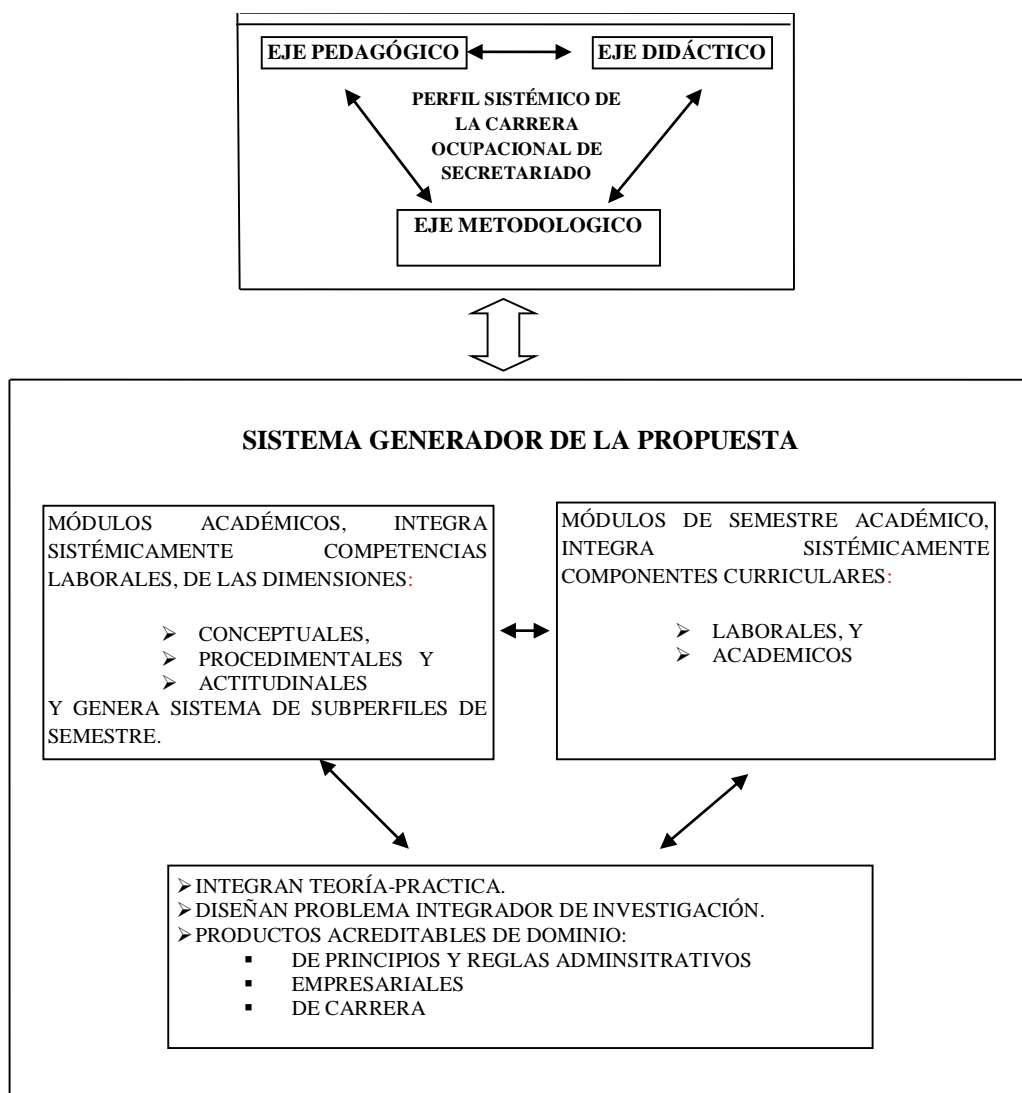 EJE PEDAGÓGICO
EJE DIDÁCTICO
PERFIL SISTÉMICO DE
LA CARRERA
OCUPACIONAL DE
SECRETARIADO
EJE METODOLOGICO
SISTEMA GENERADOR DE LA PROPUESTA
MÓDULOS ACADÉMICOS, INTEGRA
SISTÉMICAMENTE COMPETENCIAS
LABORALES, DE LAS DIMENSIONES:
➢ CONCEPTUALES,
➢ PROCEDIMENTALES Y
➢ ACTITUDINALES
Y GENERA SISTEMA DE SUBPERFILES DE
SEMESTRE.
MÓDULOS DE SEMESTRE ACADÉMICO,
INTEGRA SISTÉMICAMENTE
COMPONENTES CURRICULARES:
➢ LABORALES, Y
➢ ACADEMICOS
➢ INTEGRAN TEORÍA-PRACTICA.
➢ DISEÑAN PROBLEMA INTEGRADOR DE INVESTIGACIÓN.
➢ PRODUCTOS ACREDITABLES DE DOMINIO:
▪ DE PRINCIPIOS Y REGLAS ADMINSITRATIVOS
▪ EMPRESARIALES
▪ DE CARRERA